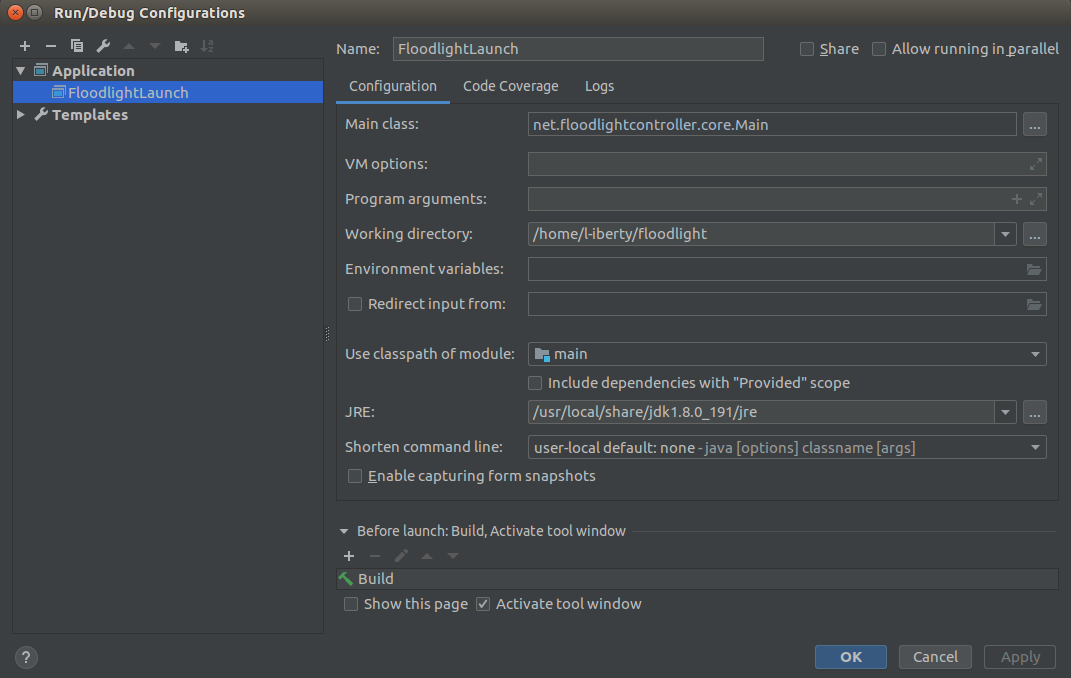 Run/Debug Configurations
Name: FloodlightLaunch
Share
Allow running in parallel
Application
FloodlightLaunch
Templates
Configuration Code Coverage Logs
Main class: net.floodlightcontroller.core.Main ...
VM options:
Program arguments:
Working directory: /home/l-iberty/floodlight ...
Environment variables:
Redirect input from:
Use classpath of module: main
Include dependencies with "Provided" scope
JRE: /usr/local/share/jdk1.8.0_191/jre ...
Shorten command line: user-local default: none - java [options] classname [args]
Enable capturing form snapshots
Before launch: Build, Activate tool window
Build
Show this page Activate tool window
? OK Cancel Apply